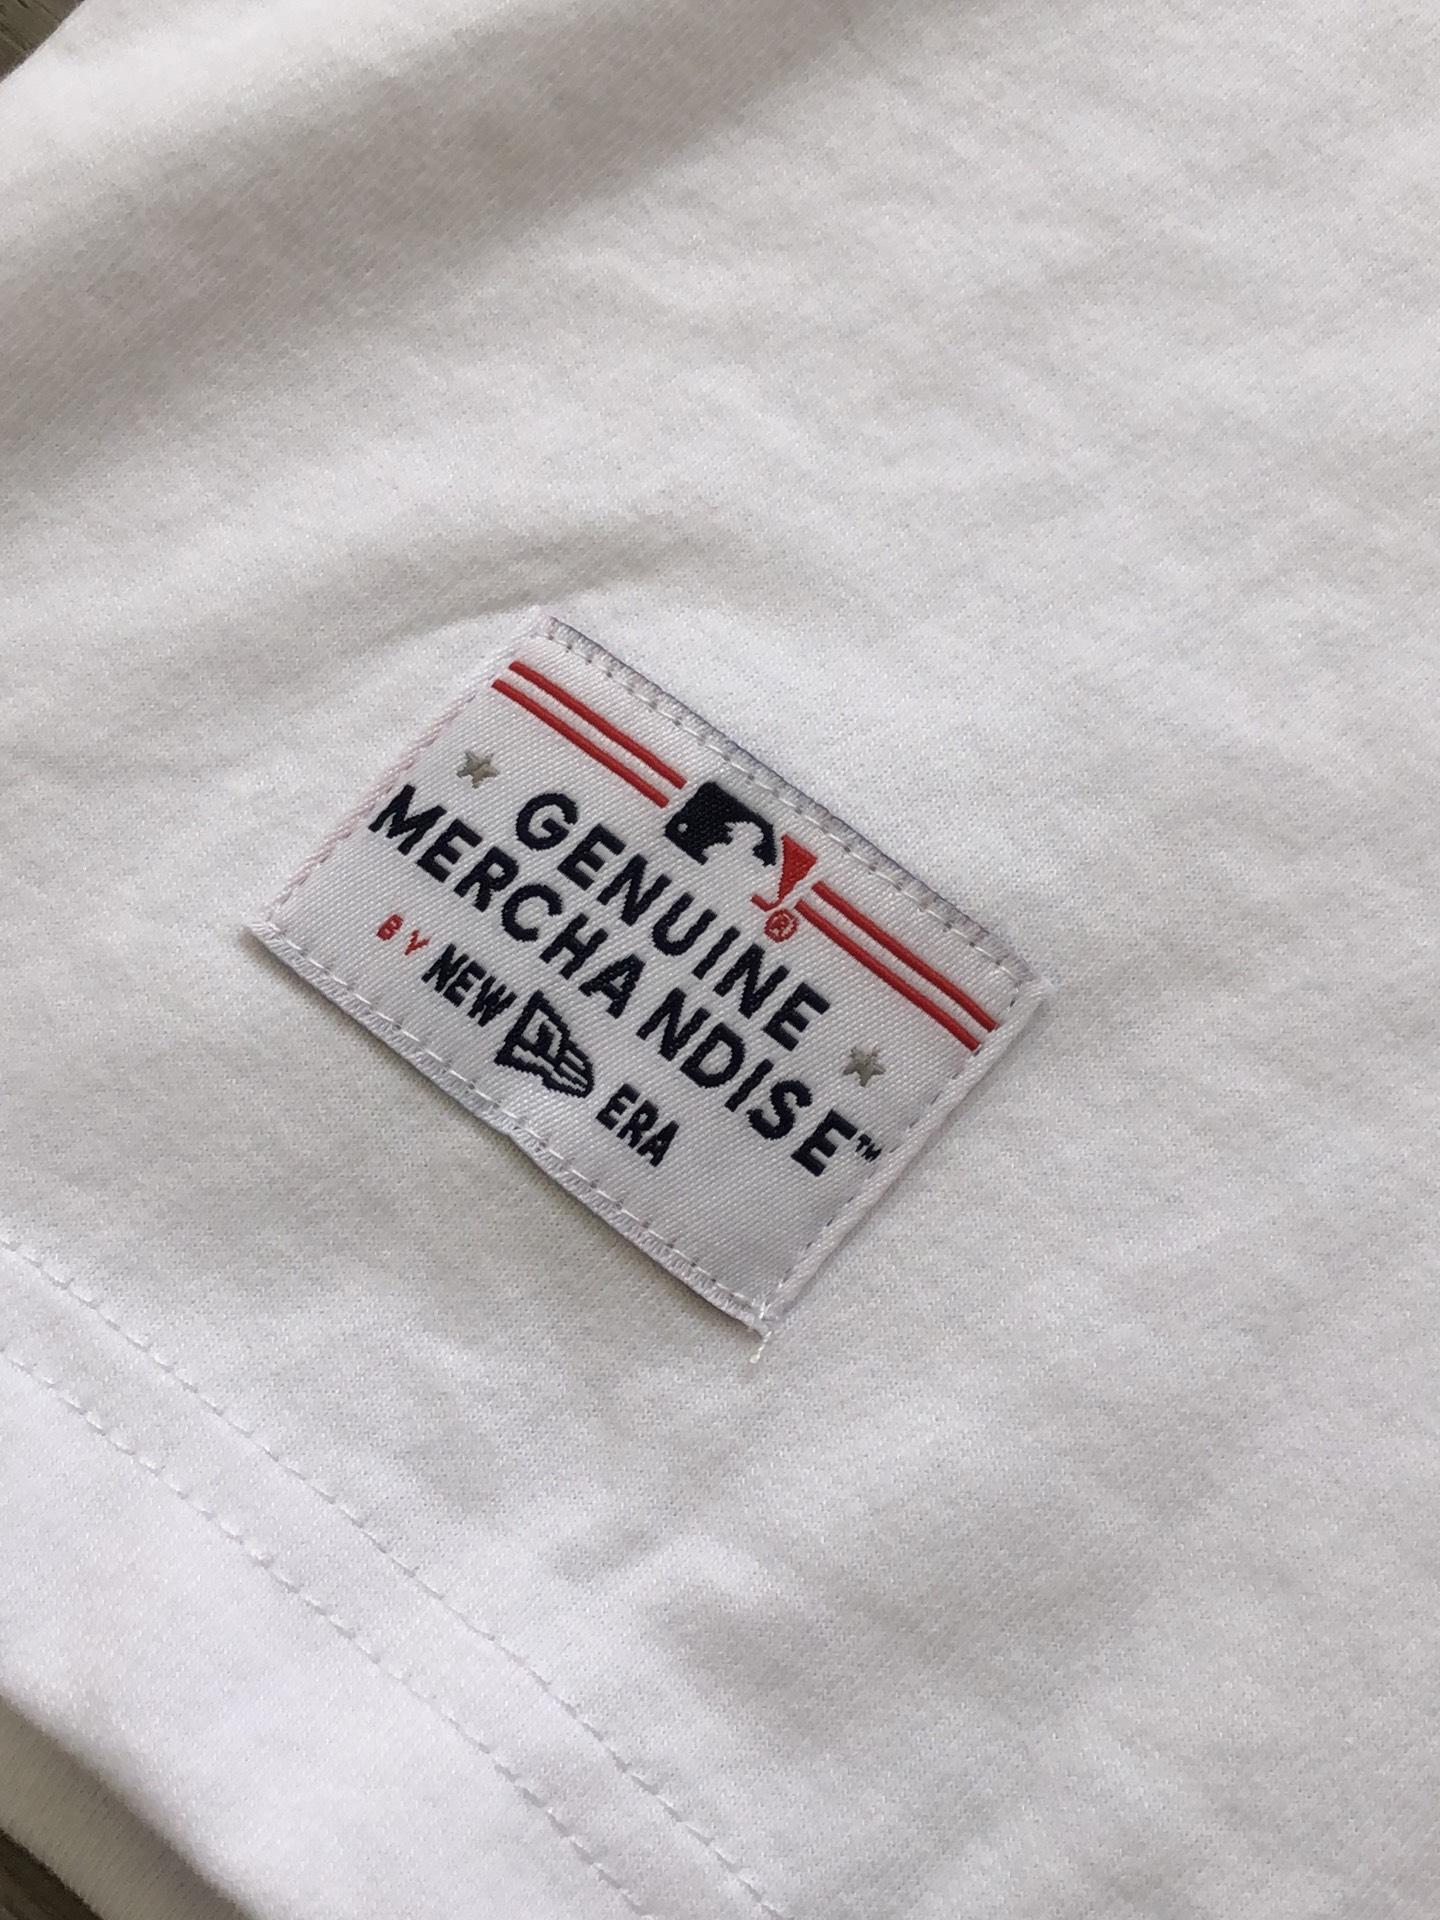 ®
GENUINE
MERCHANDISE™
BY NEW ERA